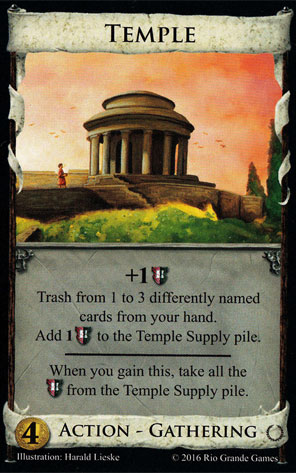 TEMPLE
+1
Trash from 1 to 3 differently named
cards from your hand.
Add 1 to the Temple Supply pile.
When you gain this, take all the
from the Temple Supply pile.
4 ACTION - GATHERING
Illustration: Harald Lieske © 2016 Rio Grande Games